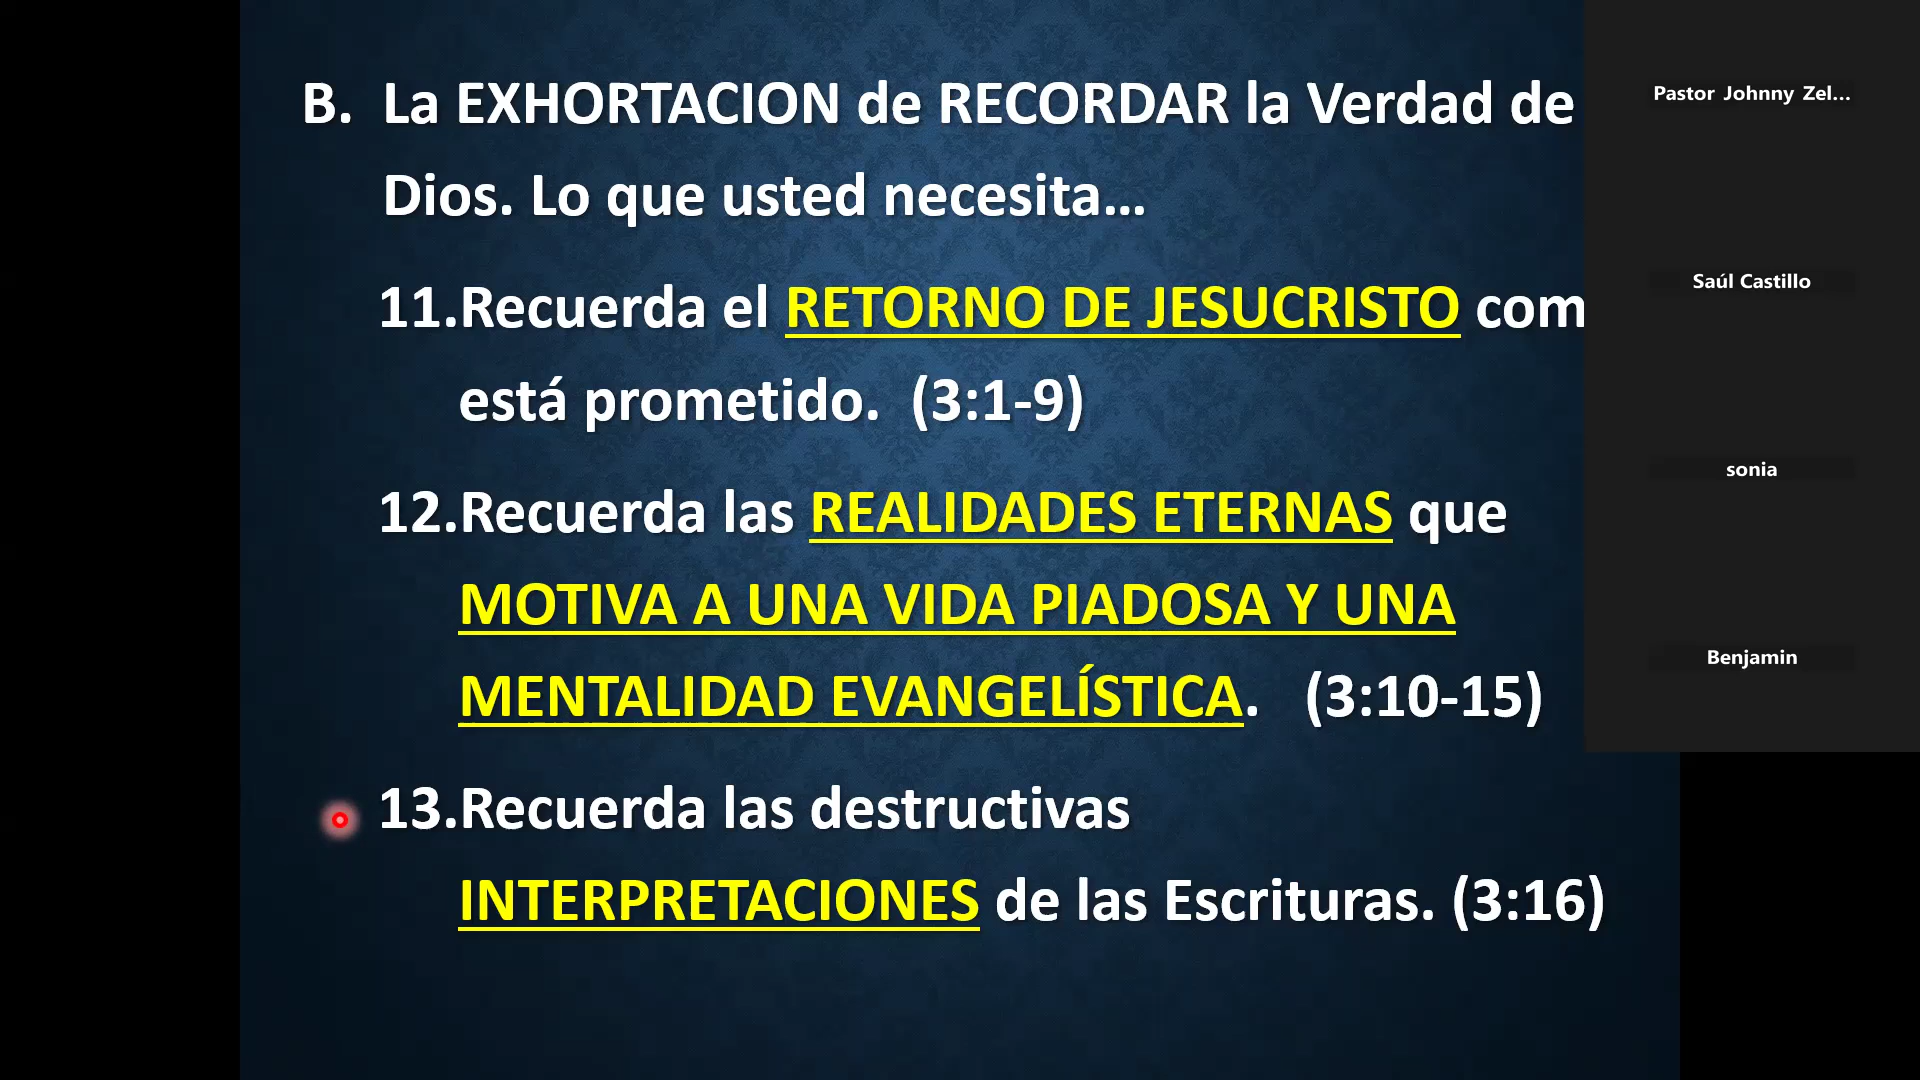 B. La EXHORTACION de RECORDAR la Verdad de
Dios. Lo que usted necesita...
11.Recuerda el RETORNO DE JESUCRISTO com
está prometido. (3:1-9)
12.Recuerda las REALIDADES ETERNAS que
MOTIVA A UNA VIDA PIADOSA Y UNA
MENTALIDAD EVANGELÍSTICA. (3:10-15)
13.Recuerda las destructivas
INTERPRETACIONES de las Escrituras. (3:16)
Pastor Johnny Zel...
Saúl Castillo
sonia
Benjamin